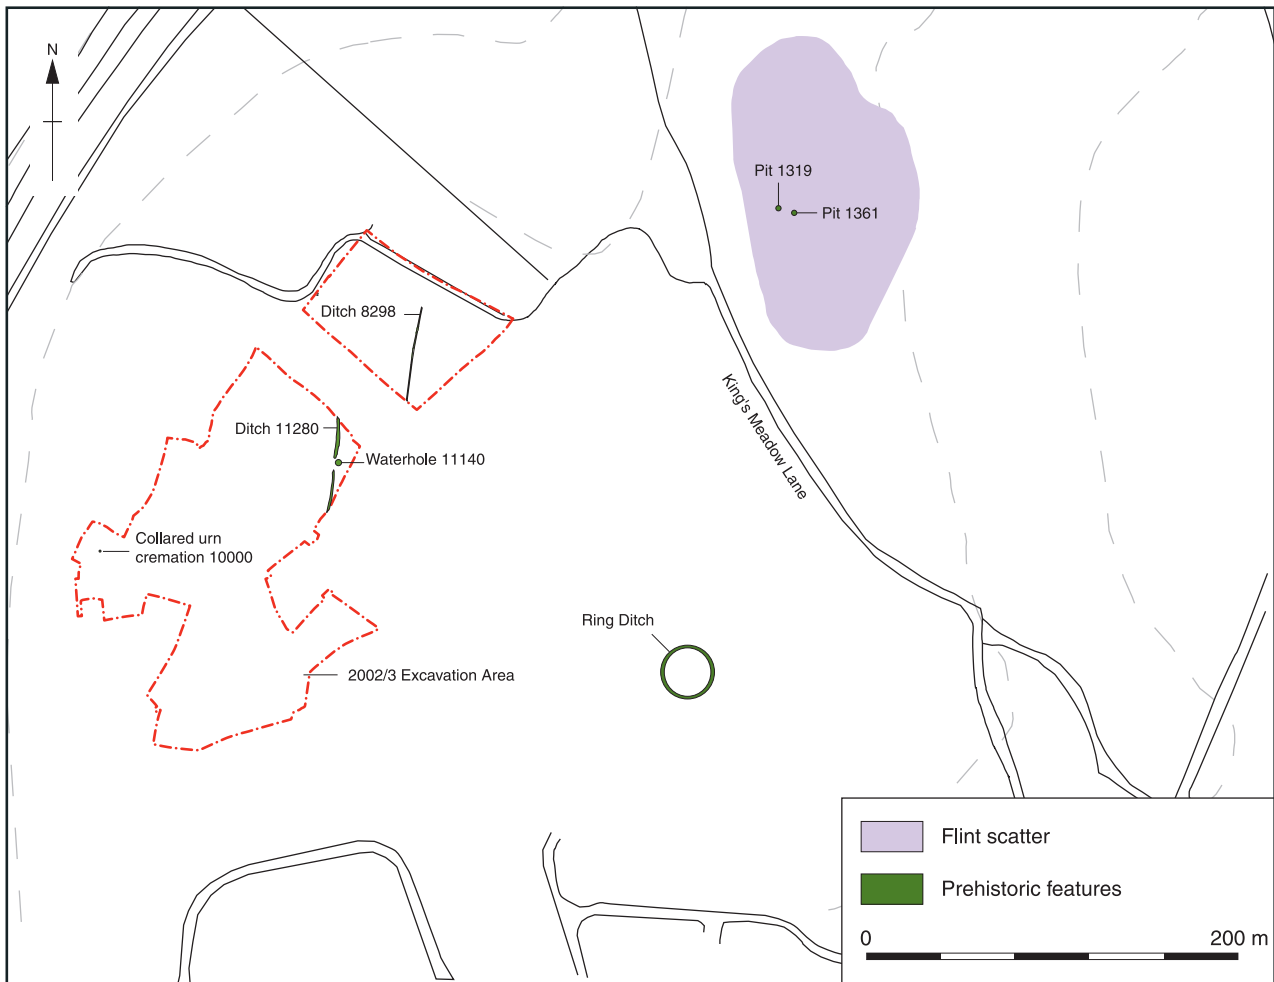 N
Pit 1319
Pit 1361
Ditch 8298
King's Meadow Lane
Ditch 11280
Waterhole 11140
Collared urn
cremation 10000
Ring Ditch
2002/3 Excavation Area
Flint scatter
Prehistoric features
0 200 m